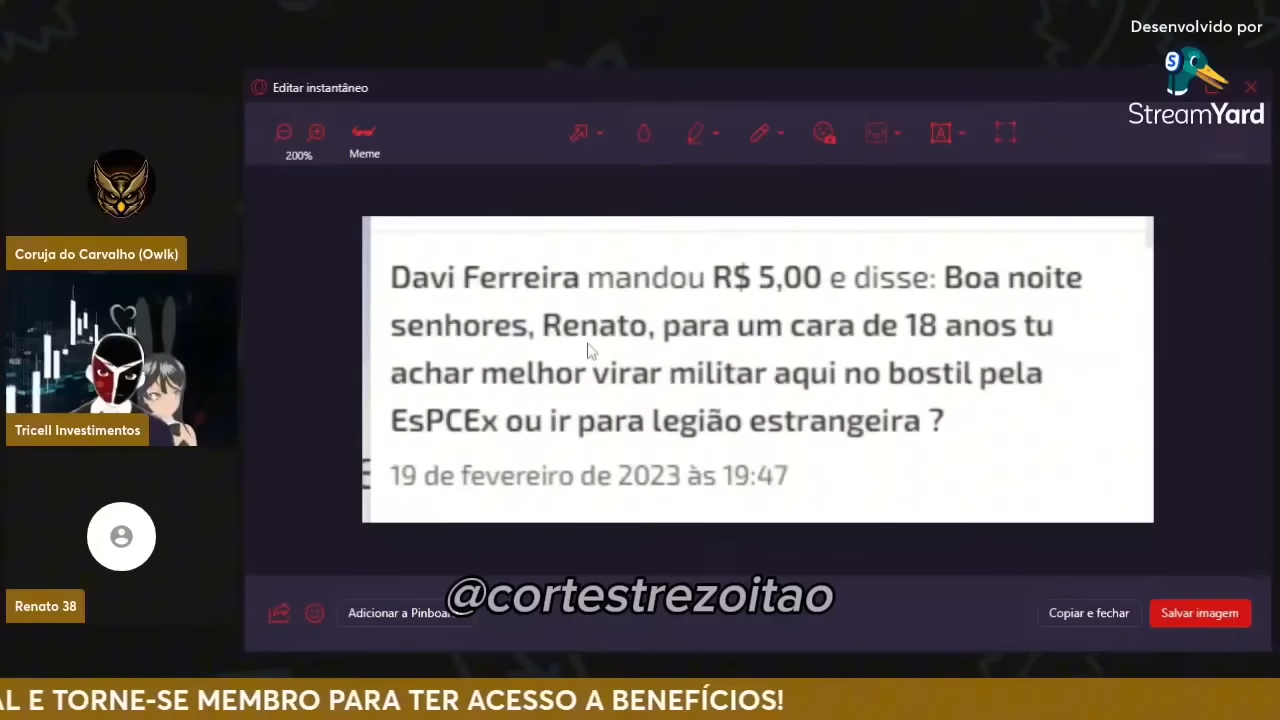 Desenvolvido por
StreamYard
Editar instantâneo
200%
Meme
Coruja do Carvalho (Owlk)
Davi Ferreira mandou R$ 5,00 e disse: Boa noite
senhores, Renato, para um cara de 18 anos tu
achar melhor virar militar aqui no bostil pela
EsPCEx ou ir para legião estrangeira ?
19 de fevereiro de 2023 às 19:47
Tricell Investimentos
Renato 38
@cortestrezoitao
Adicionar a Pinboar
Copiar e fechar
Salvar imagem
AL E TORNE-SE MEMBRO PARA TER ACESSO A BENEFÍCIOS!